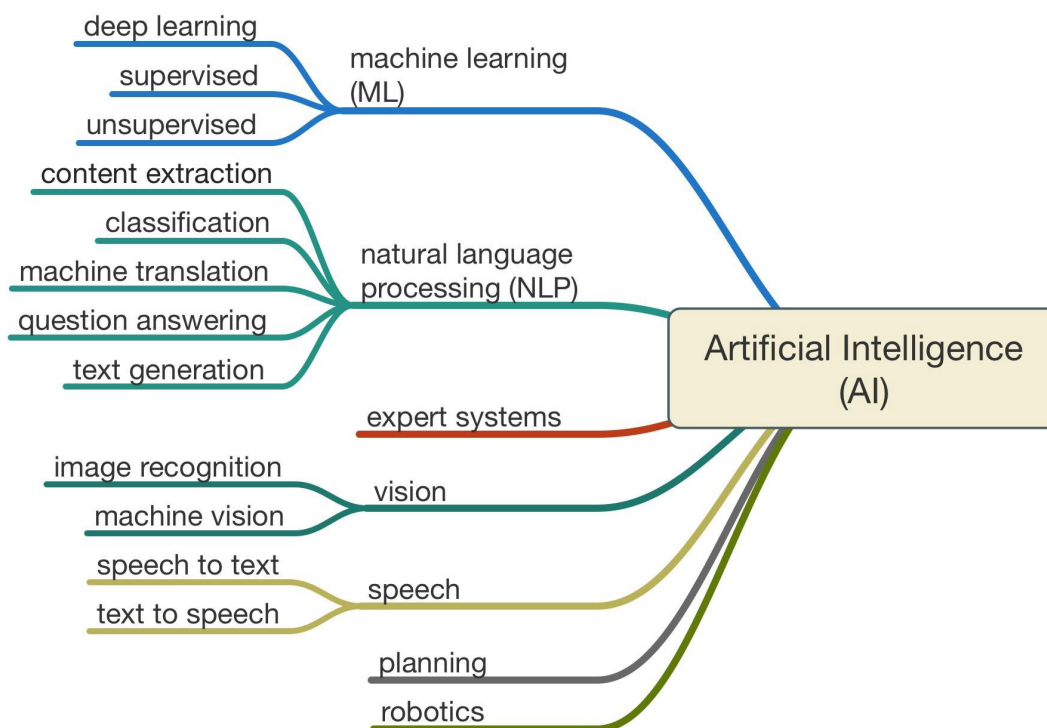 deep learning
supervised
unsupervised
machine learning
(ML)
content extraction
classification
machine translation
question answering
text generation
natural language
processing (NLP)
Artificial Intelligence
(AI)
expert systems
image recognition
machine vision
vision
speech to text
text to speech
speech
planning
robotics